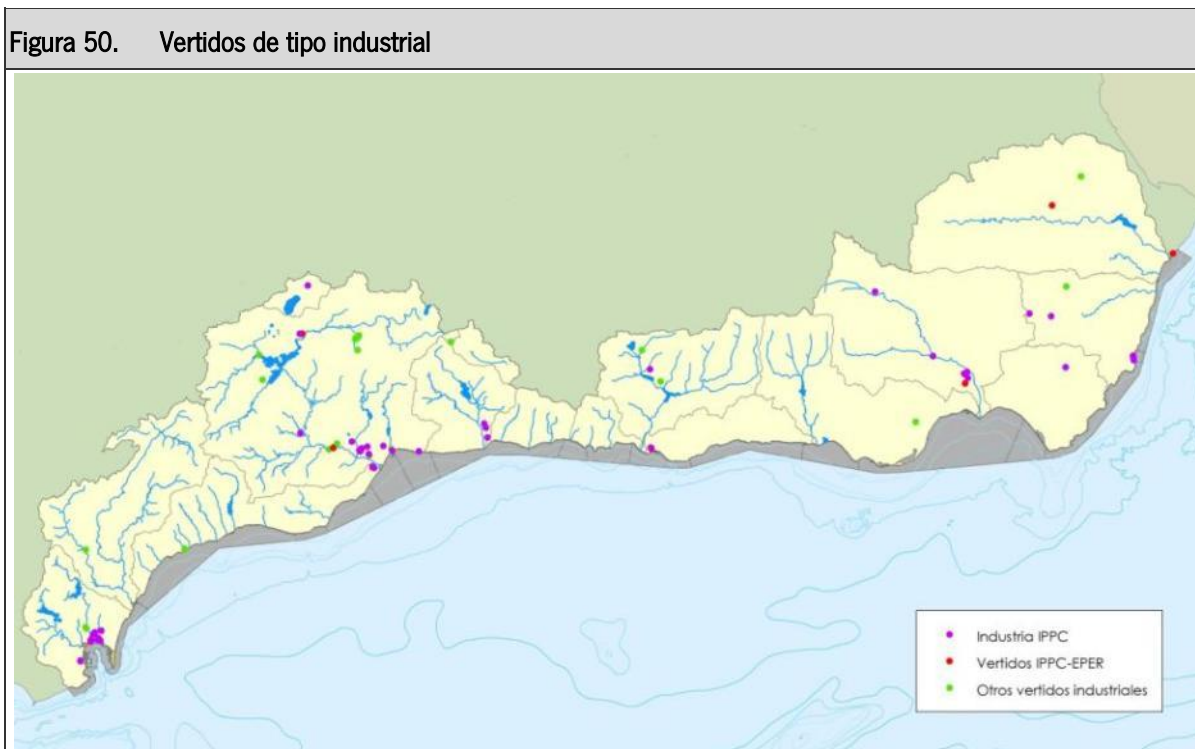 Figura 50. Vertidos de tipo industrial
Industria IPPC
Vertidos IPPC-EPER
Otros vertidos industriales